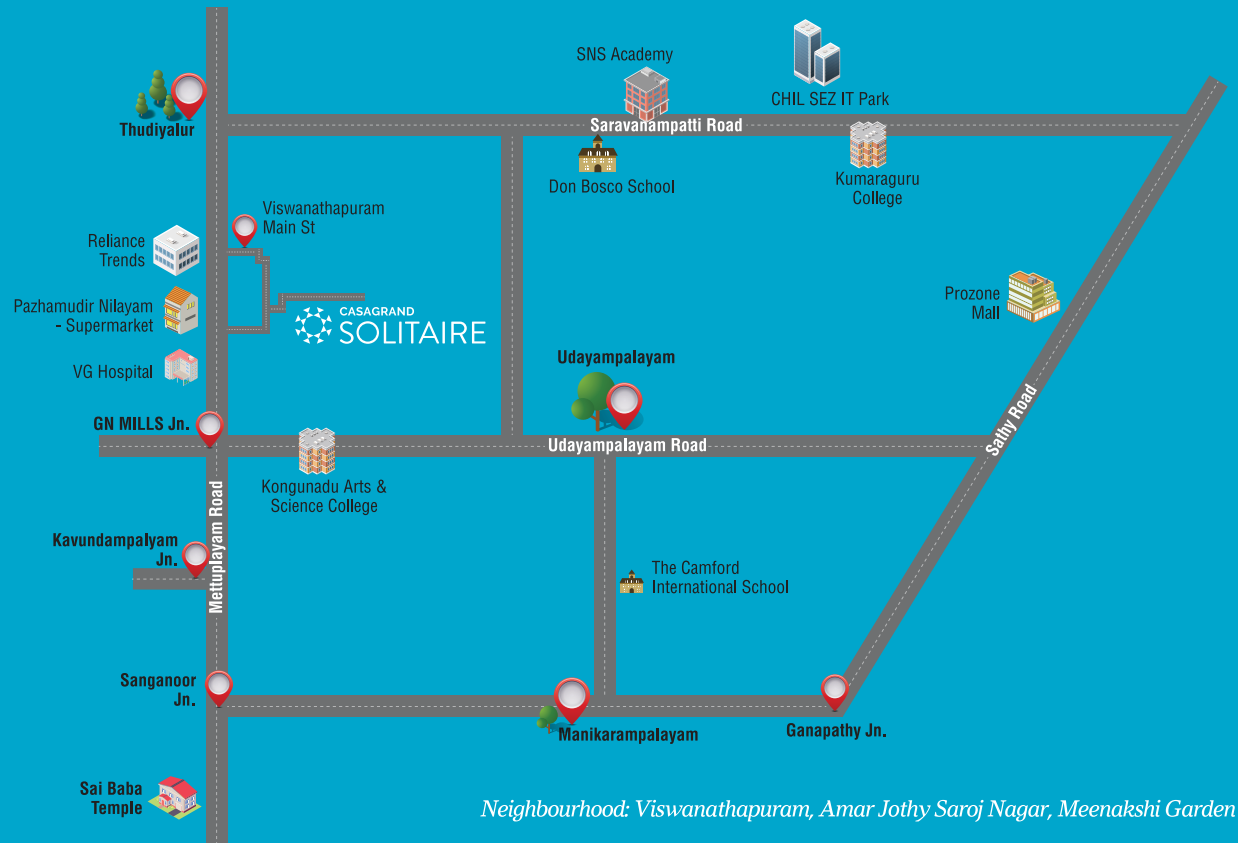 SNS Academy
CHIL SEZ IT Park
Thudiyalur
Saravanampatti Road
Don Bosco School
Kumaraguru
College
Viswanathapuram
Main St
Reliance
Trends
Pazhamudir Nilayam
- Supermarket
CASAGRAND
SOLITAIRE
Prozone
Mall
VG Hospital
Udayampalayam
GN MILLS Jn.
Udayampalayam Road
Sathy Road
Kongunadu Arts &
Science College
Mettuplayam Road
Kavundampalyam
Jn.
The Camford
International School
Sanganoor
Jn.
Manikarampalayam
Ganapathy Jn.
Sai Baba
Temple
Neighbourhood: Viswanathapuram, Amar Jothy Saroj Nagar, Meenakshi Garden